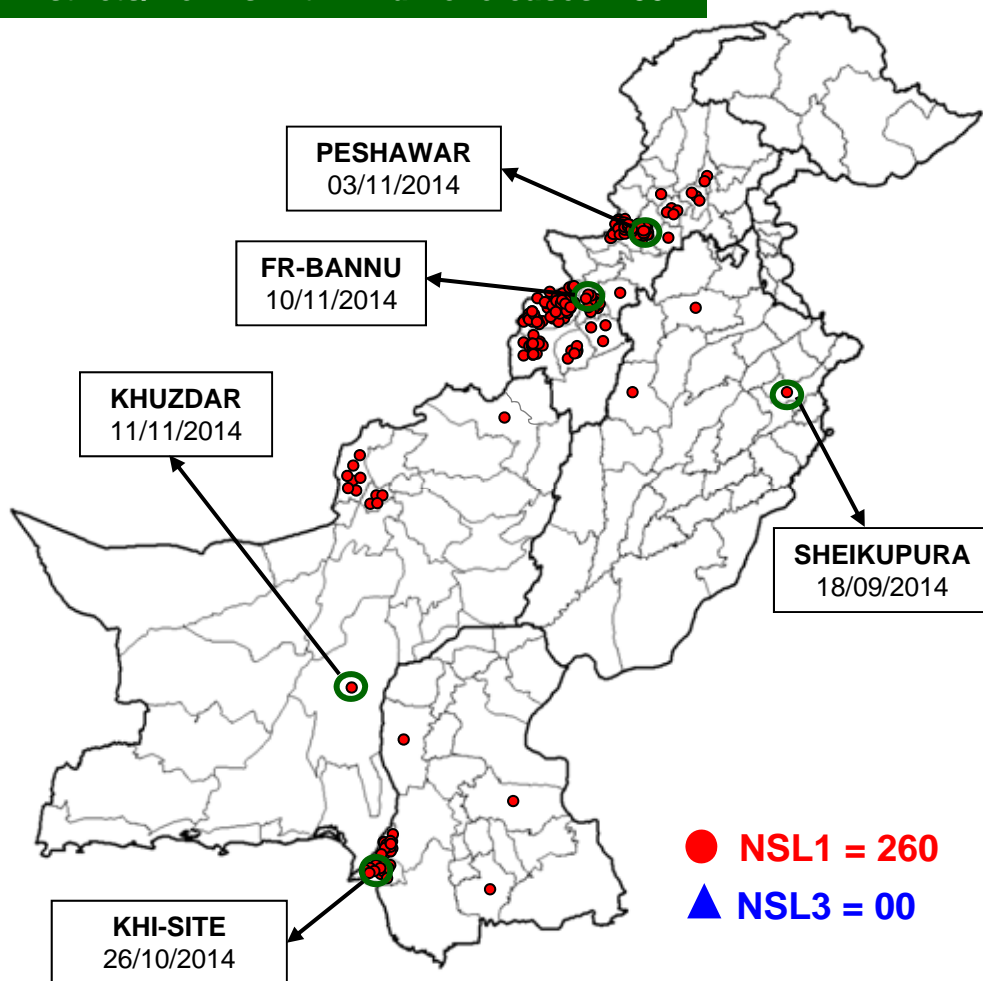 PESHAWAR
03/11/2014
FR-BANNU
10/11/2014
KHUZDAR
11/11/2014
SHEIKUPURA
18/09/2014
NSL1 = 260
NSL3 = 00
KHI-SITE
26/10/2014